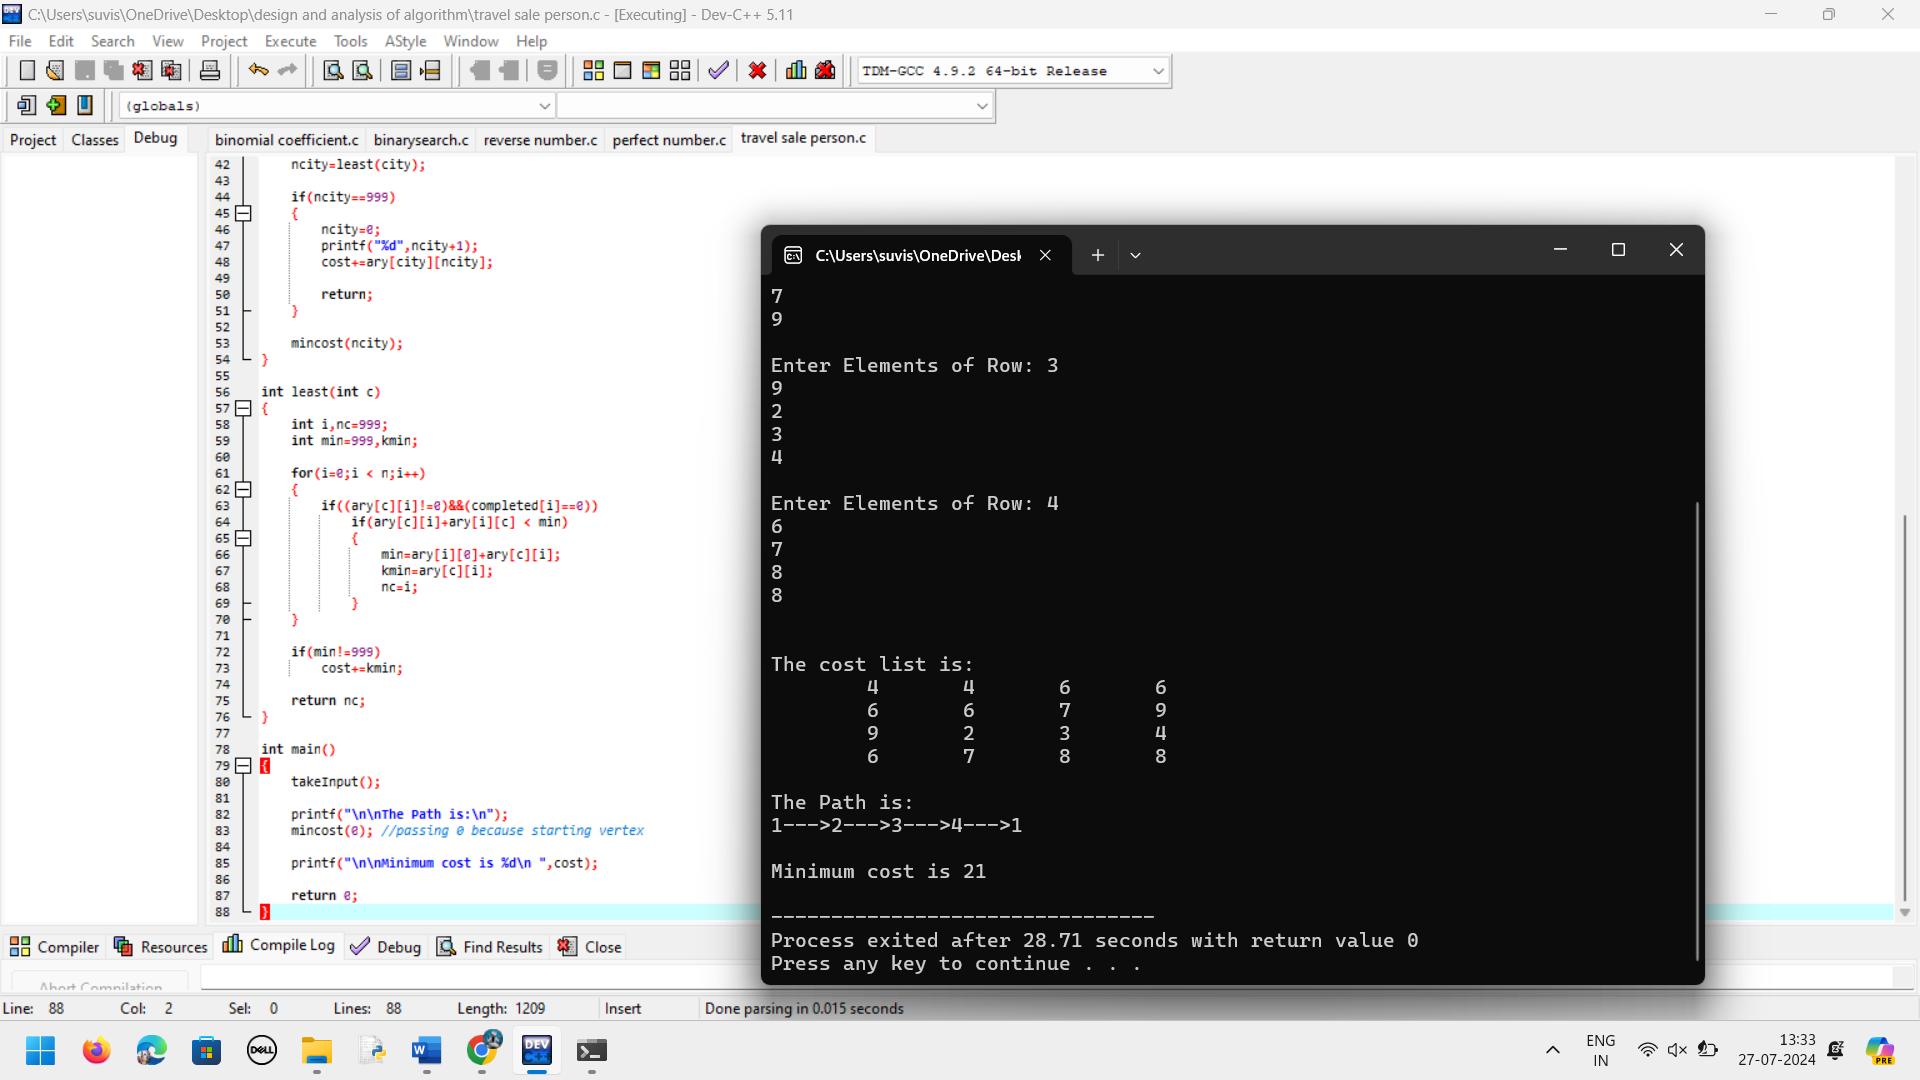 C:\Users\suvis\OneDrive\Desktop\design and analysis of algorithm\travel sale person.c - [Executing] - Dev-C++ 5.11
File Edit Search View Project Execute Tools AStyle Window Help
TDM-GCC 4.9.2 64-bit Release
(globals)
Project Classes Debug
binomial coefficient.c binarysearch.c reverse number.c perfect number.c travel sale person.c
42 ncity=least(city);
43
44 if(ncity==999)
45 {
46 ncity=0;
47 printf("%d",ncity+1);
48 cost+=ary[city][ncity];
49
50 return;
51 }
52
53 mincost(ncity);
54 }
55
56 int least(int c)
57 {
58 int i,nc=999;
59 int min=999,kmin;
60
61 for(i=0;i < n;i++)
62 {
63 if((ary[c][i]!=0)&&(completed[i]==0))
64 if(ary[c][i]+ary[i][c] < min)
65 {
66 min=ary[i][0]+ary[c][i];
67 kmin=ary[c][i];
68 nc=i;
69 }
70 }
71
72 if(min!=999)
73 cost+=kmin;
74
75 return nc;
76 }
77
78 int main()
79 {
80 takeInput();
81
82 printf("\n\nThe Path is:\n");
83 mincost(0); //passing 0 because starting vertex
84
85 printf("\n\nMinimum cost is %d\n ",cost);
86
87 return 0;
88 }
C:\Users\suvis\OneDrive\Desk
7
9
Enter Elements of Row: 3
9
2
3
4
Enter Elements of Row: 4
6
7
8
8
The cost list is:
4 4 6 6
6 6 7 9
9 2 3 4
6 7 8 8
The Path is:
1--->2--->3--->4--->1
Minimum cost is 21
--------------------------------
Process exited after 28.71 seconds with return value 0
Press any key to continue . . .
Compiler Resources Compile Log Debug Find Results Close
Abort Compilation
Line: 88 Col: 2 Sel: 0 Lines: 88 Length: 1209 Insert Done parsing in 0.015 seconds
DELL
DEV
C++
ENG
IN
13:33
27-07-2024
PRE